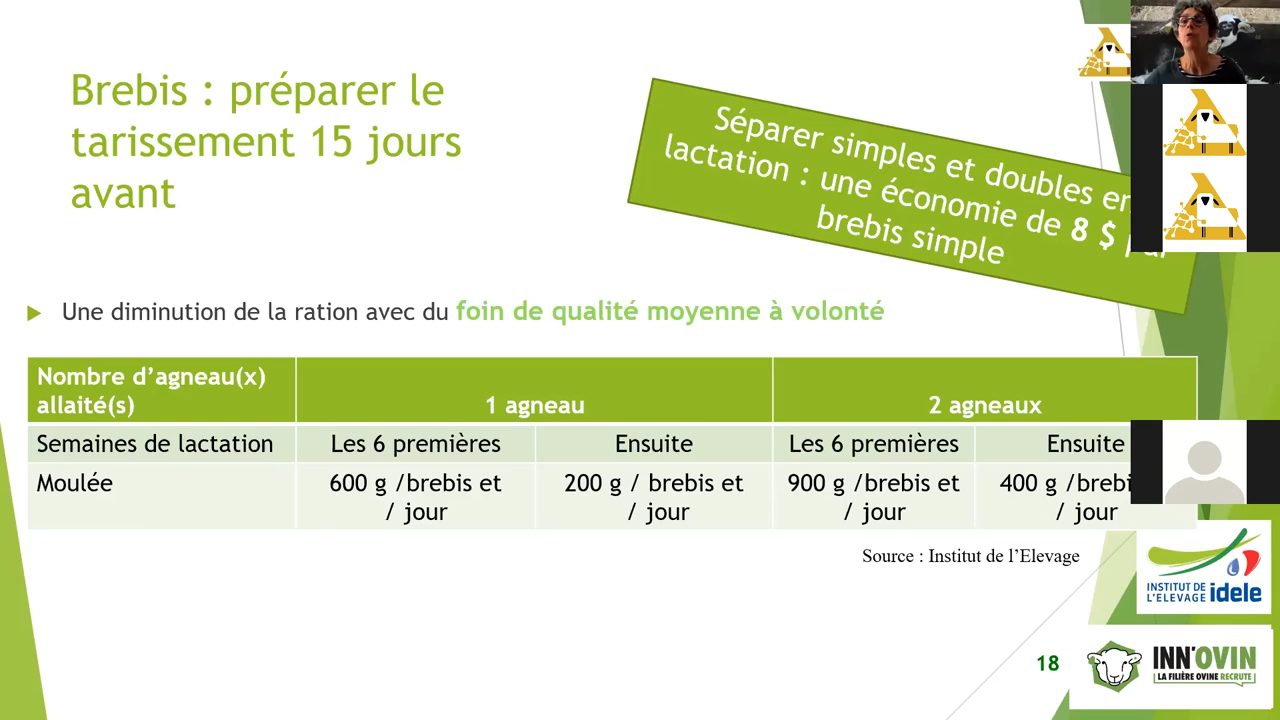 Brebis : préparer le
tarissement 15 jours
avant
Séparer simples et doubles en
lactation : une économie de 8 $
brebis simple
Une diminution de la ration avec du foin de qualité moyenne à volonté
Nombre d’agneau(x)
allaité(s)
1 agneau
2 agneaux
Semaines de lactation
Les 6 premières
Ensuite
Les 6 premières
Ensuite
Moulée
600 g /brebis et
/ jour
200 g / brebis et
/ jour
900 g /brebis et
/ jour
400 g
/ jour
Source : Institut de l’Elevage
INSTITUT DE
L'ELEVAGE idele
18
INN'OVIN
LA FILIÈRE OVINE RECRUTE